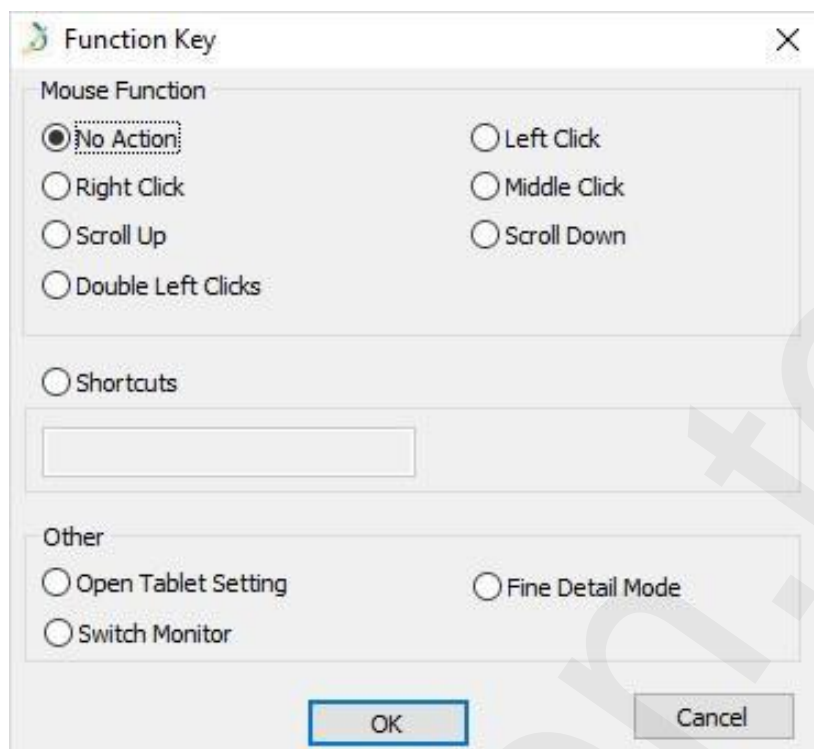 Function Key
Mouse Function
No Action
Left Click
Right Click
Middle Click
Scroll Up
Scroll Down
Double Left Clicks
Shortcuts
Other
Open Tablet Setting
Fine Detail Mode
Switch Monitor
OK
Cancel